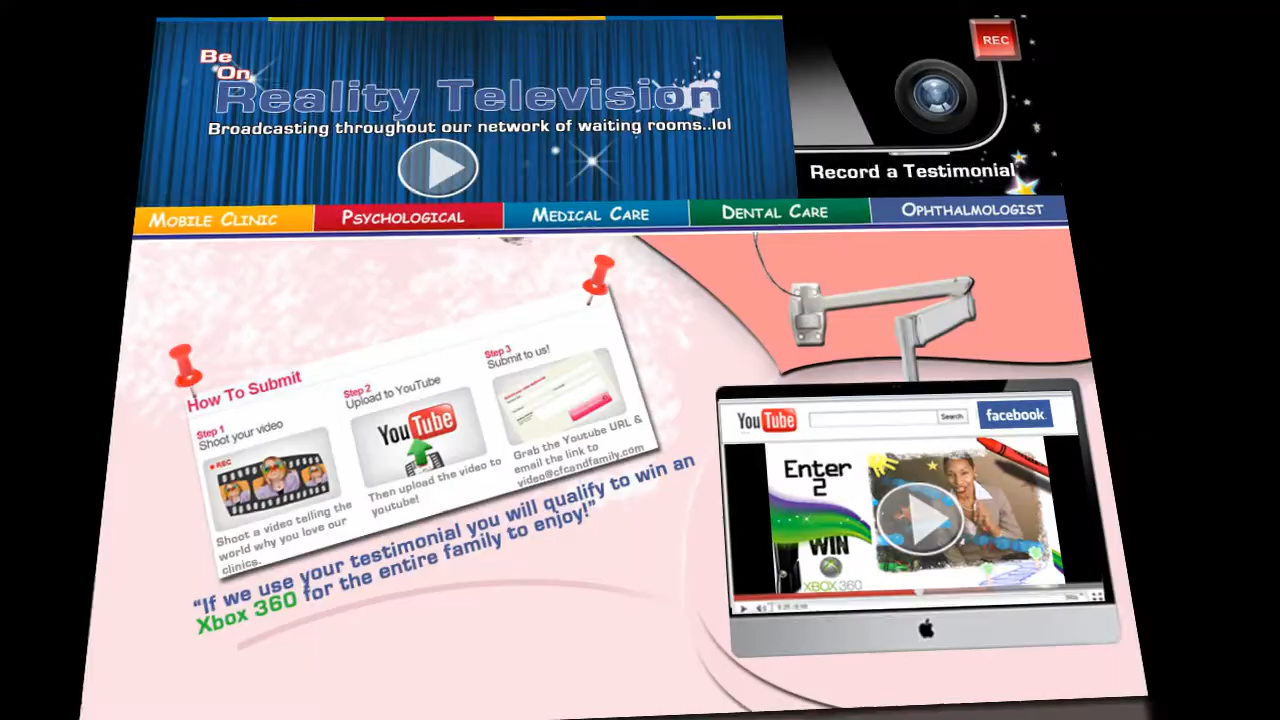 Be
On
Reality Television
Broadcasting throughout our network of waiting rooms..lol
REC
Record a Testimonial
Mobile Clinic
Psychological
Medical Care
Dental Care
Ophthalmologist
How To Submit
Step 1
Shoot your video
REC
Shoot a video telling the
world why you love our
clinics.
Step 2
Upload to YouTube
YouTube
Then upload the video to
youtube!
Step 3
Submit to us!
Grab the Youtube URL &
email the link to
video@cfcandfamily.com
“If we use your testimonial you will qualify to win an
Xbox 360 for the entire family to enjoy!”
YouTube
Search
facebook
Enter
2
WIN
XBOX 360